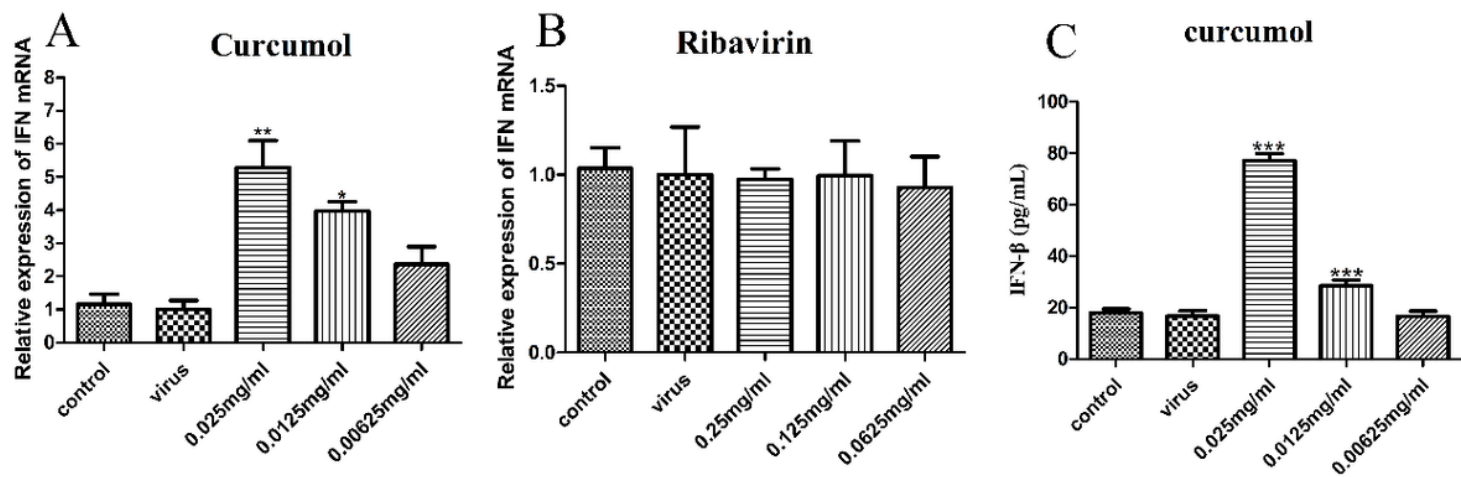 A
Curcumol
Relative expression of IFN mRNA
8
7
6
5
4
3
2
1
0
**
*
control
virus
0.025mg/ml
0.0125mg/ml
0.00625mg/ml
B
Ribavirin
Relative expression of IFN mRNA
1.5
1.0
0.5
0.0
control
virus
0.25mg/ml
0.125mg/ml
0.0625mg/ml
C
curcumol
IFN-β (pg/mL)
100
80
60
40
20
0
***
***
control
virus
0.025mg/ml
0.0125mg/ml
0.00625mg/ml